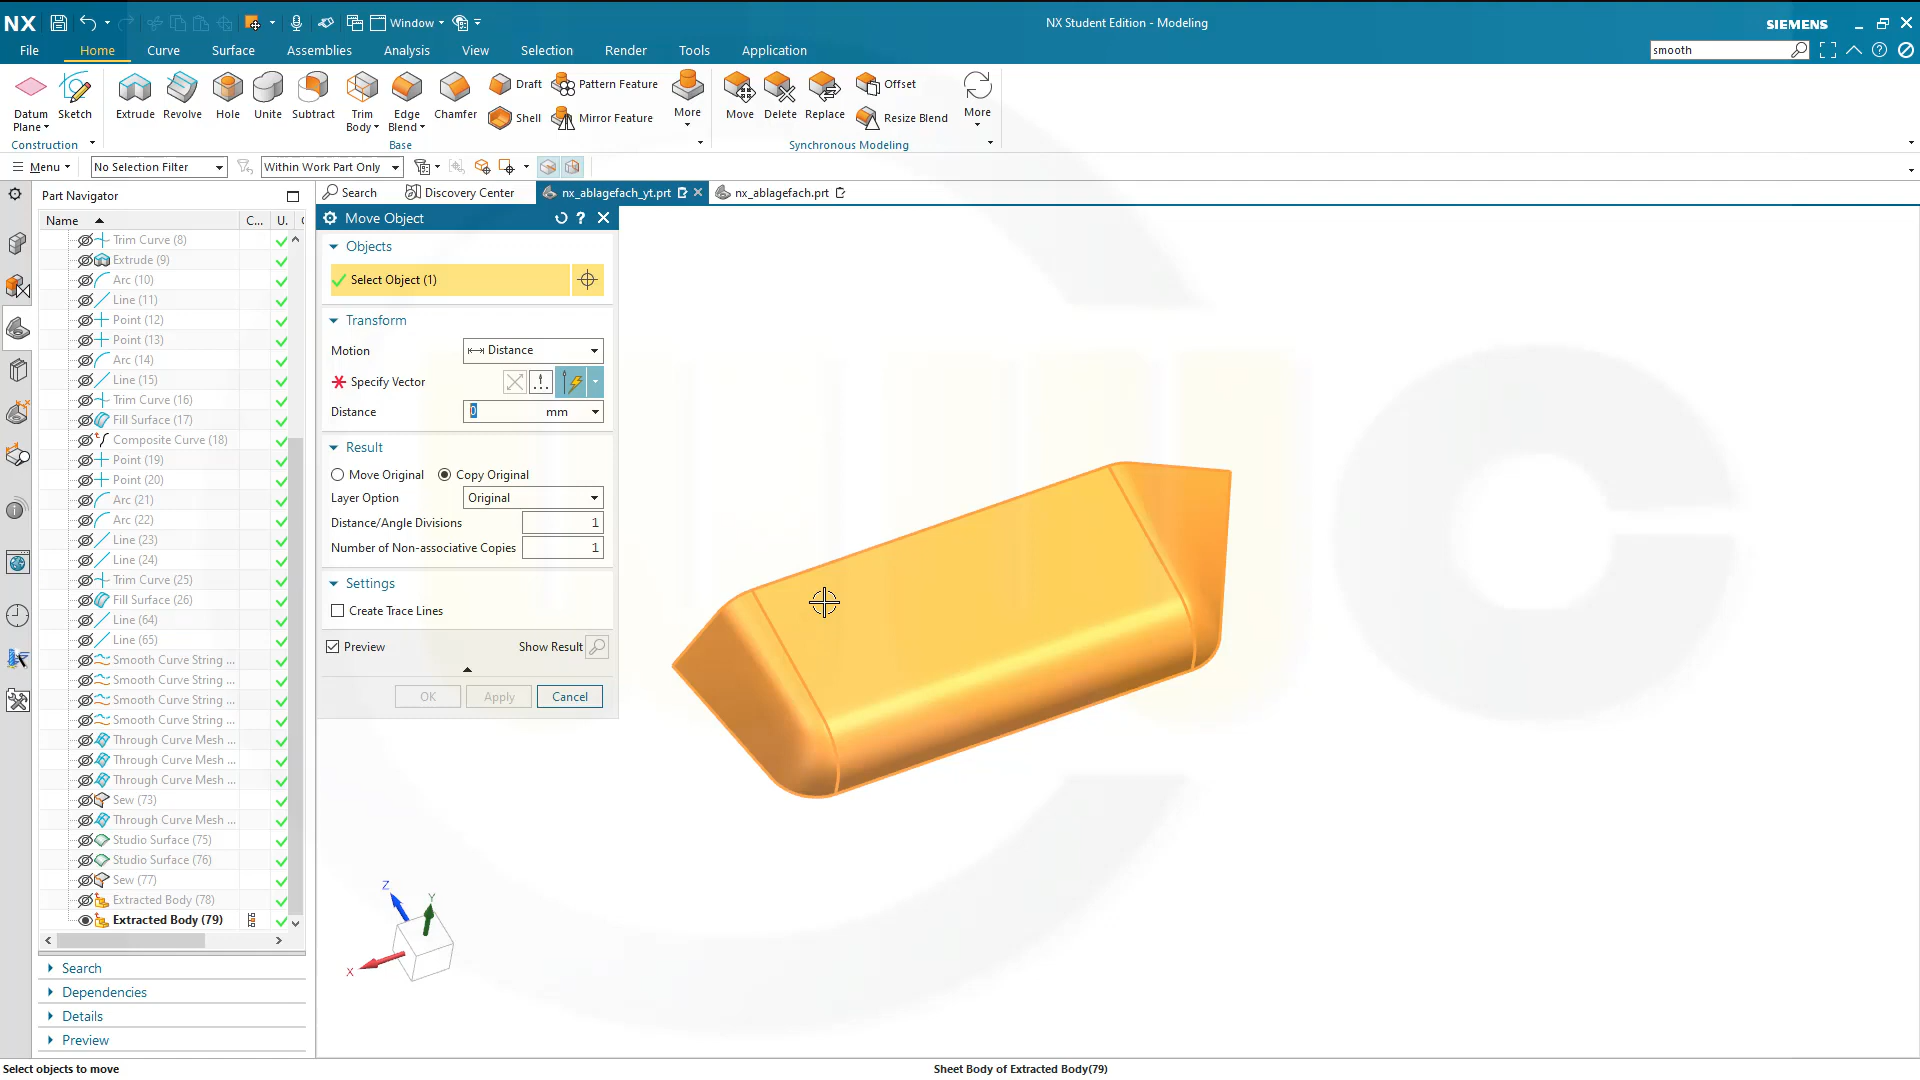 NX
Window
NX Student Edition - Modeling
SIEMENS
File
Home
Curve
Surface
Assemblies
Analysis
View
Selection
Render
Tools
Application
smooth
Datum Plane
Sketch
Extrude
Revolve
Hole
Unite
Subtract
Trim Body
Edge Blend
Chamfer
Draft
Shell
Pattern Feature
Mirror Feature
More
Move
Delete
Replace
Offset
Resize Blend
More
Construction
Base
Synchronous Modeling
Menu
No Selection Filter
Within Work Part Only
Part Navigator
Search
Discovery Center
nx_ablagefach_yt.prt
nx_ablagefach.prt
Name
C...
U.
Trim Curve (8)
Extrude (9)
Arc (10)
Line (11)
Point (12)
Point (13)
Arc (14)
Line (15)
Trim Curve (16)
Fill Surface (17)
Composite Curve (18)
Point (19)
Point (20)
Arc (21)
Arc (22)
Line (23)
Line (24)
Trim Curve (25)
Fill Surface (26)
Line (64)
Line (65)
Smooth Curve String ...
Smooth Curve String ...
Smooth Curve String ...
Smooth Curve String ...
Through Curve Mesh ...
Through Curve Mesh ...
Through Curve Mesh ...
Sew (73)
Through Curve Mesh ...
Studio Surface (75)
Studio Surface (76)
Sew (77)
Extracted Body (78)
Extracted Body (79)
Search
Dependencies
Details
Preview
Move Object
Objects
Select Object (1)
Transform
Motion
Distance
Specify Vector
Distance
0
mm
Result
Move Original
Copy Original
Layer Option
Original
Distance/Angle Divisions
1
Number of Non-associative Copies
1
Settings
Create Trace Lines
Preview
Show Result
OK
Apply
Cancel
Z
Y
X
Select objects to move
Sheet Body of Extracted Body(79)